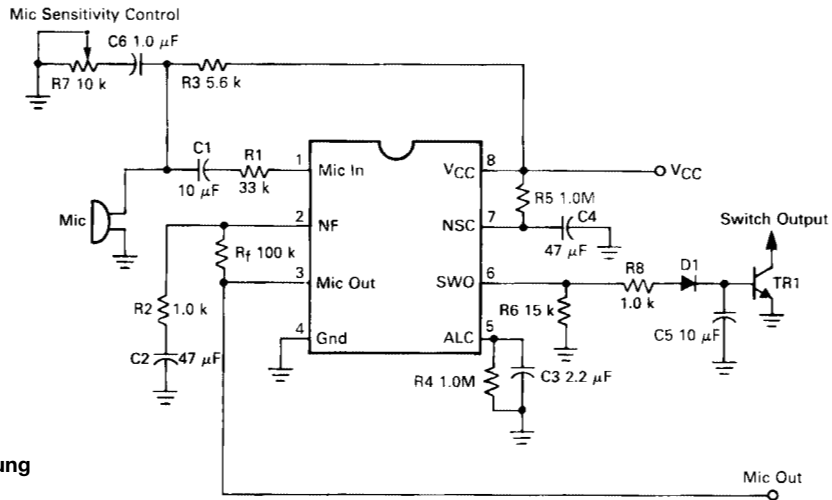 Mic Sensitivity Control
C6 1.0 μF
R7 10 k
R3 5.6 k
C1
10 μF
R1
33 k
1
Mic In
VCC
8
VCC
R5 1.0M
Mic
2
NF
NSC
7
C4
47 μF
Switch Output
Rf 100 k
3
Mic Out
SWO
6
R8
1.0 k
D1
TR1
R2
1.0 k
R6 15 k
C5 10 μF
4
Gnd
ALC
5
C2
47 μF
R4 1.0M
C3 2.2 μF
ung
Mic Out